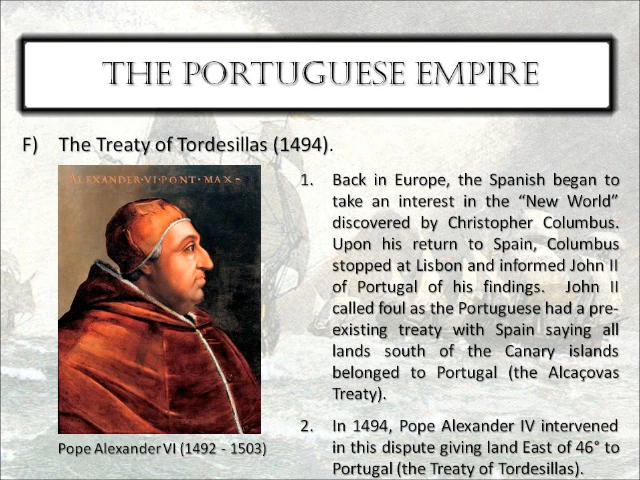 THE PORTUGUESE EMPIRE
F) The Treaty of Tordesillas (1494).
ALEXANDER·VI·PONT·MAX·
1. Back in Europe, the Spanish began to
take an interest in the “New World”
discovered by Christopher Columbus.
Upon his return to Spain, Columbus
stopped at Lisbon and informed John II
of Portugal of his findings. John II
called foul as the Portuguese had a pre-
existing treaty with Spain saying all
lands south of the Canary islands
belonged to Portugal (the Alcaçovas
Treaty).
2. In 1494, Pope Alexander IV intervened
in this dispute giving land East of 46° to
Portugal (the Treaty of Tordesillas).
Pope Alexander VI (1492 - 1503)